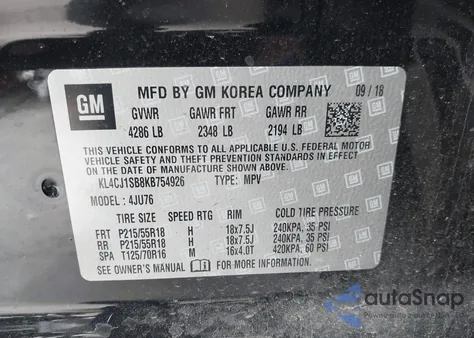 GM
MFD BY GM KOREA COMPANY 09 / 18
GVWR GAWR FRT GAWR RR
4286 LB 2348 LB 2194 LB
THIS VEHICLE CONFORMS TO ALL APPLICABLE U.S. FEDERAL MOTOR
VEHICLE SAFETY, BUMPER, AND THEFT PREVENTION STANDARDS IN EFFECT ON THE
DATE OF MANUFACTURE SHOWN ABOVE.
KL4CJ1SB8KB754926 TYPE: MPV
MODEL : 4JU76
TIRE SIZE SPEED RTG RIM COLD TIRE PRESSURE
FRT P215/55R18 H 18x7.5J 240KPA, 35 PSI
RR P215/55R18 H 18x7.5J 240KPA, 35 PSI
SPA T125/70R16 M 16x4.0T 420KPA, 60 PSI
SEE OWNER'S MANUAL FOR MORE INFORMATION.
autoSnap